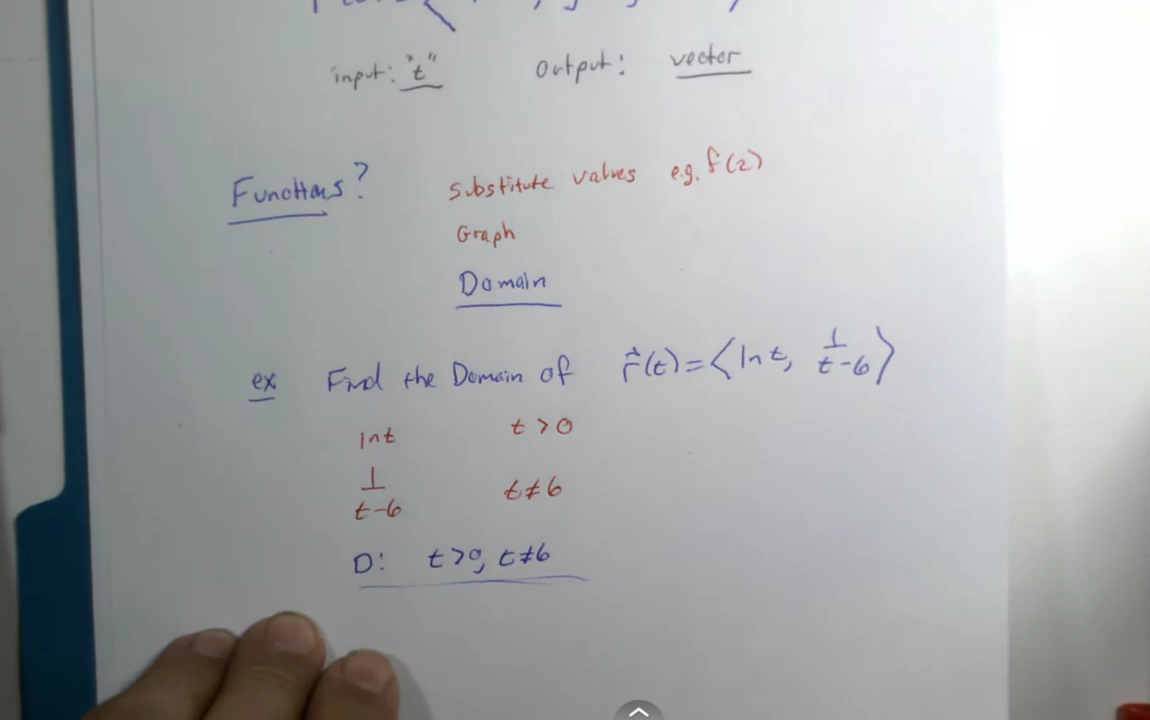 input: "t" Output: vector
Functions? Substitute values e.g. f(2)
Graph
Domain
ex Find the Domain of r⃗(t)=⟨ln t, 1/(t-6)⟩
ln t t > 0
1/(t-6) t≠6
D: t>0, t≠6